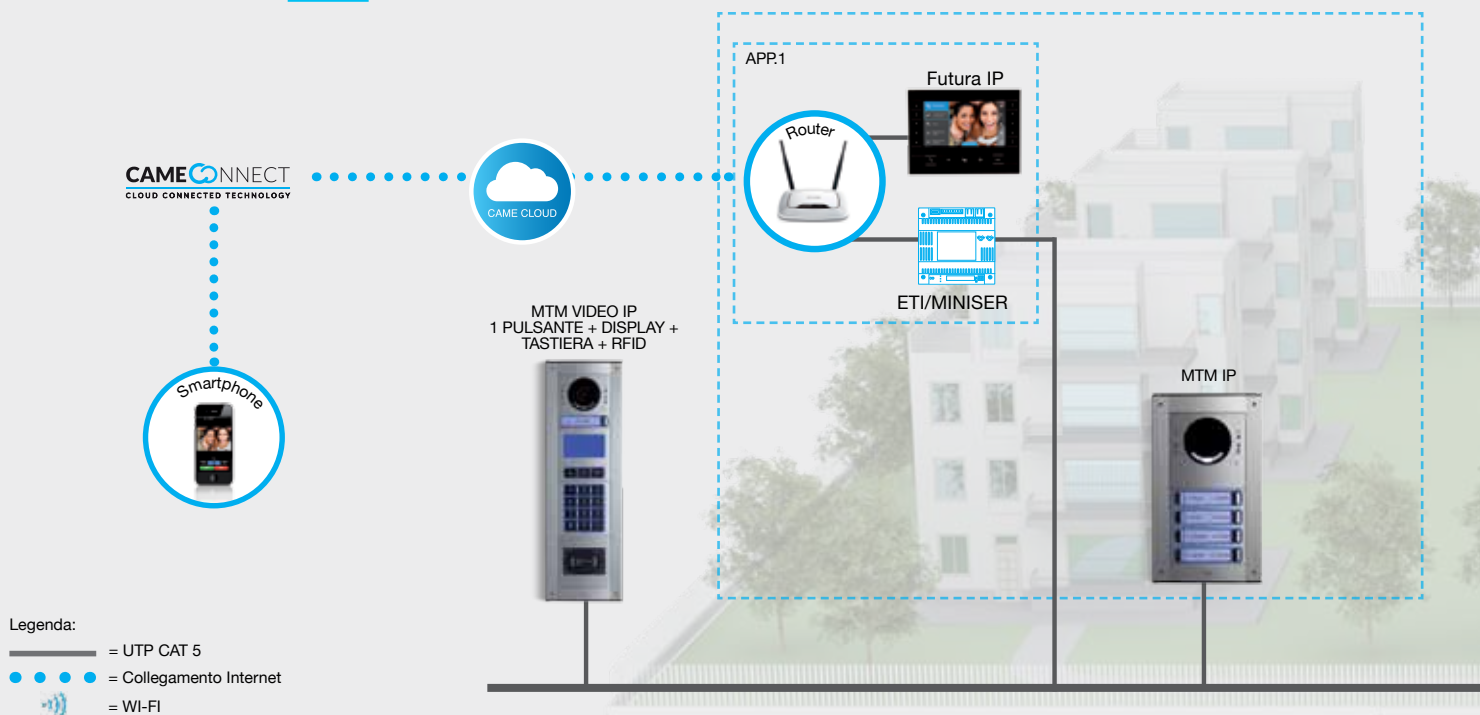 APP.1
Futura IP
Router
CAMECONNECT
CLOUD CONNECTED TECHNOLOGY
CAME CLOUD
ETI/MINISER
MTM VIDEO IP
1 PULSANTE + DISPLAY +
TASTIERA + RFID
Smartphone
MTM IP
Legenda:
= UTP CAT 5
= Collegamento Internet
= WI-FI